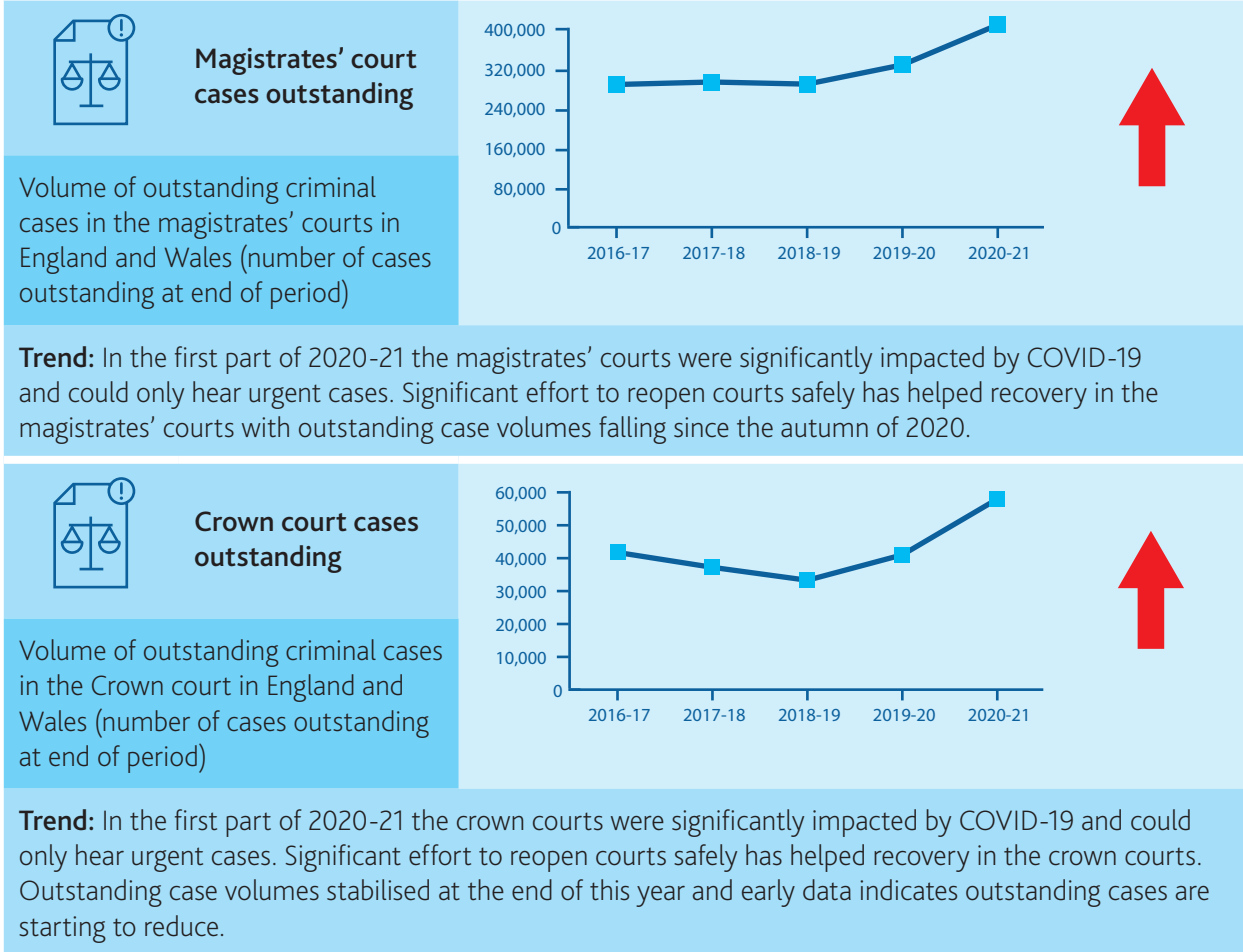 Magistrates’ court
cases outstanding
Volume of outstanding criminal
cases in the magistrates’ courts in
England and Wales (number of cases
outstanding at end of period)
400,000
320,000
240,000
160,000
80,000
0
2016-17 2017-18 2018-19 2019-20 2020-21
Trend: In the first part of 2020-21 the magistrates’ courts were significantly impacted by COVID-19
and could only hear urgent cases. Significant effort to reopen courts safely has helped recovery in the
magistrates’ courts with outstanding case volumes falling since the autumn of 2020.
Crown court cases
outstanding
Volume of outstanding criminal cases
in the Crown court in England and
Wales (number of cases outstanding
at end of period)
60,000
50,000
40,000
30,000
20,000
10,000
0
2016-17 2017-18 2018-19 2019-20 2020-21
Trend: In the first part of 2020-21 the crown courts were significantly impacted by COVID-19 and could
only hear urgent cases. Significant effort to reopen courts safely has helped recovery in the crown courts.
Outstanding case volumes stabilised at the end of this year and early data indicates outstanding cases are
starting to reduce.